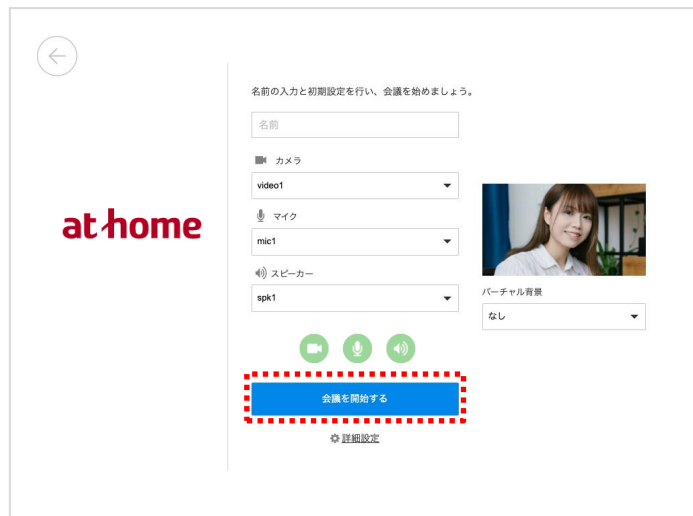 名前の入力と初期設定を行い、会議を始めましょう。
名前
カメラ
video1
マイク
mic1
at home
スピーカー
spk1
バーチャル背景
なし
会議を開始する
詳細設定